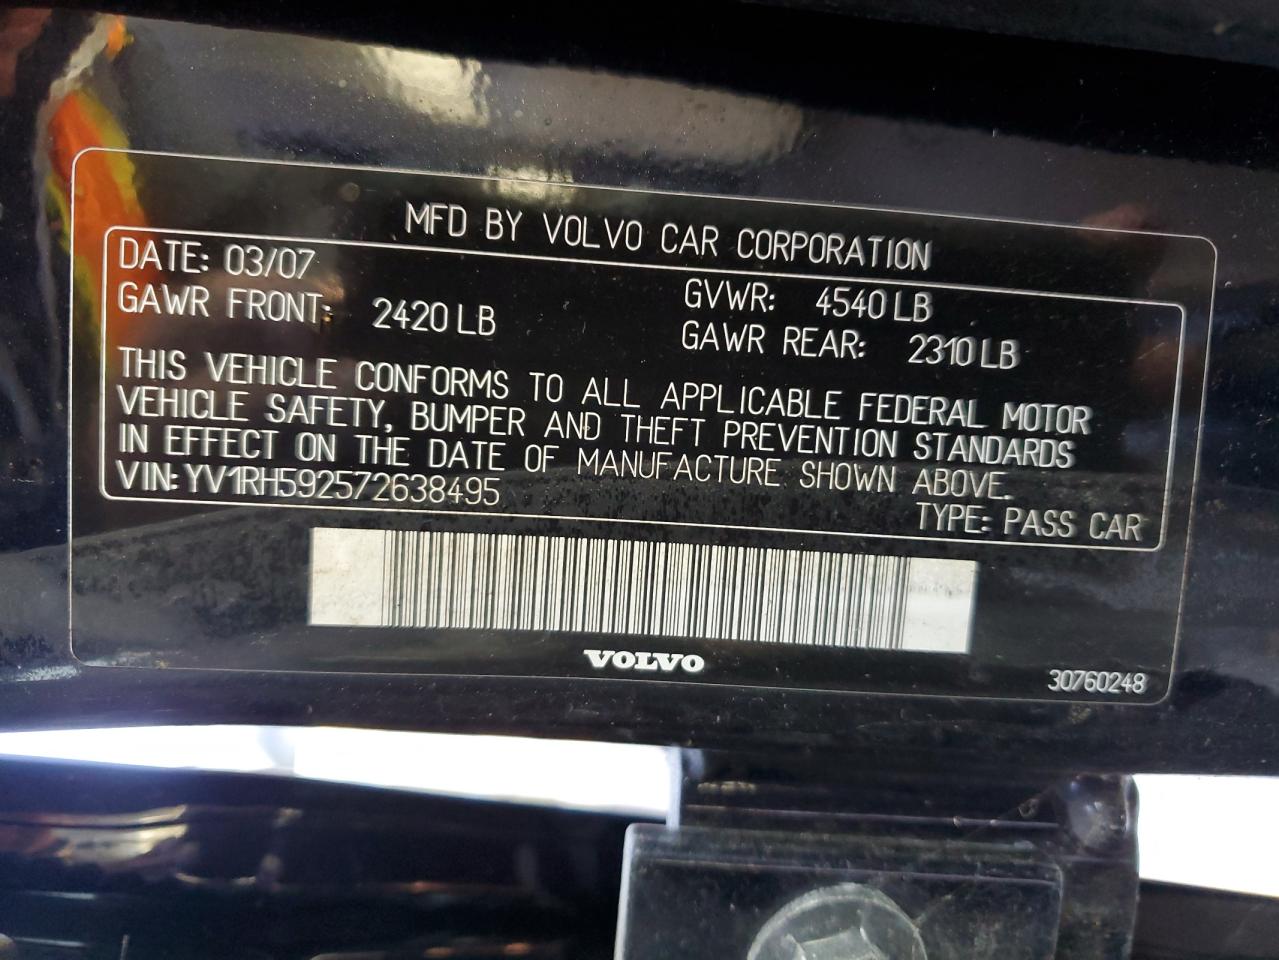 MFD BY VOLVO CAR CORPORATION
DATE: 03/07
GVWR: 4540 LB
GAWR FRONT: 2420 LB
GAWR REAR: 2310 LB
THIS VEHICLE CONFORMS TO ALL APPLICABLE FEDERAL MOTOR
VEHICLE SAFETY, BUMPER AND THEFT PREVENTION STANDARDS
IN EFFECT ON THE DATE OF MANUFACTURE SHOWN ABOVE.
VIN: YV1RH592572638495
TYPE: PASS CAR
VOLVO
30760248